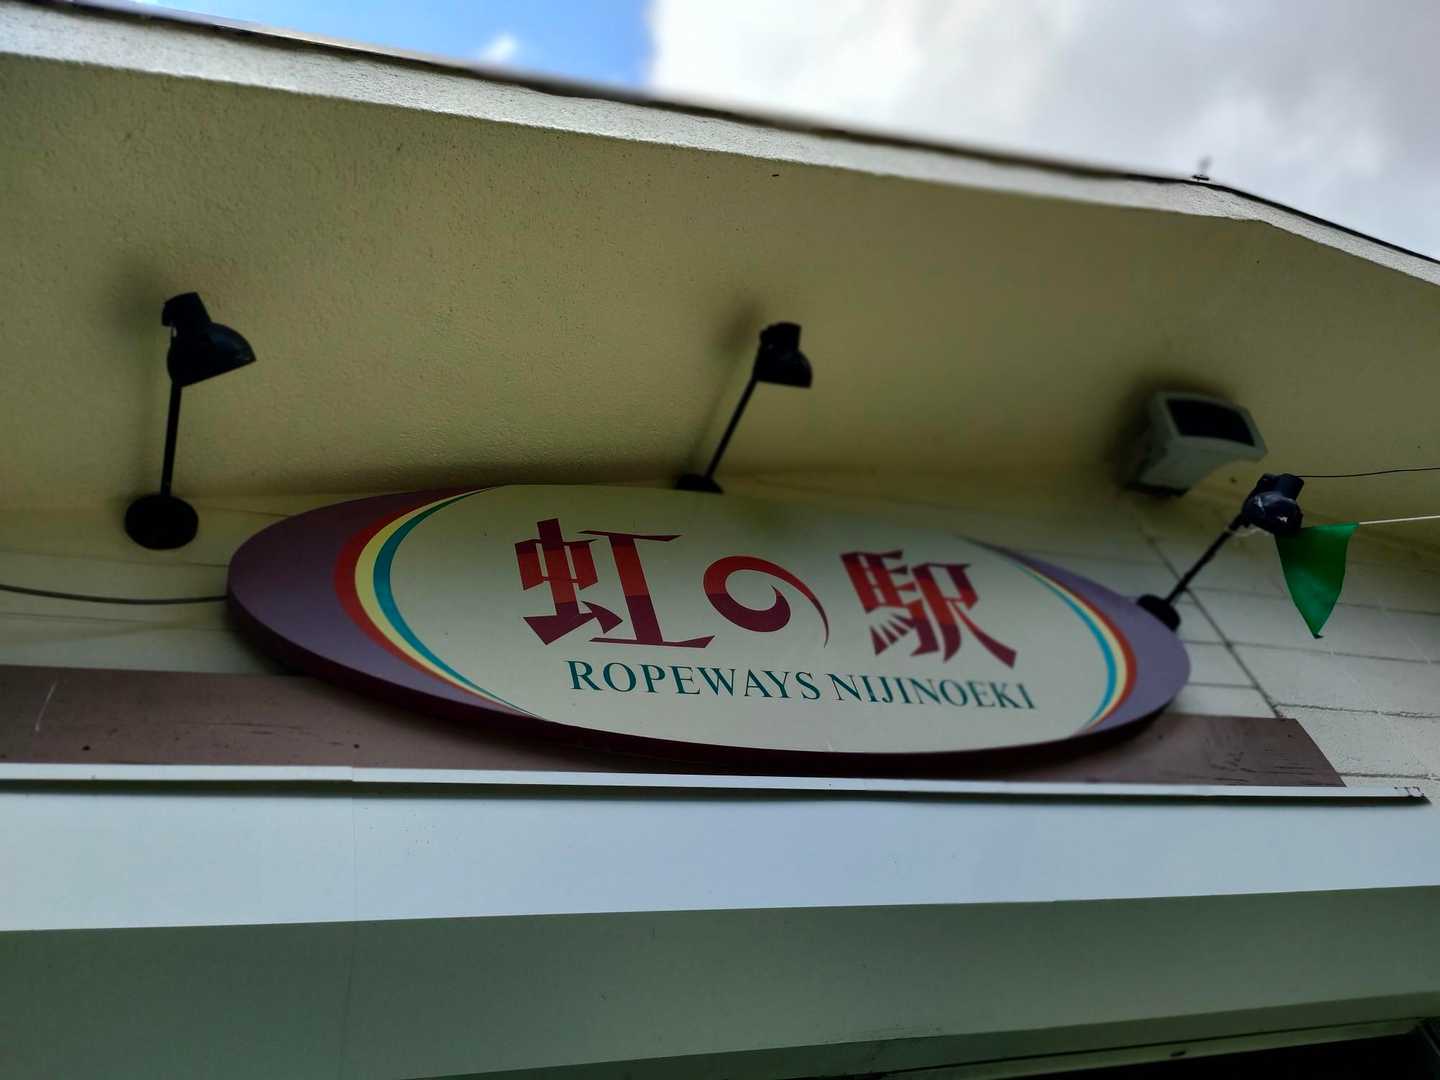 虹の駅
ROPEWAYS NIJINOEKI